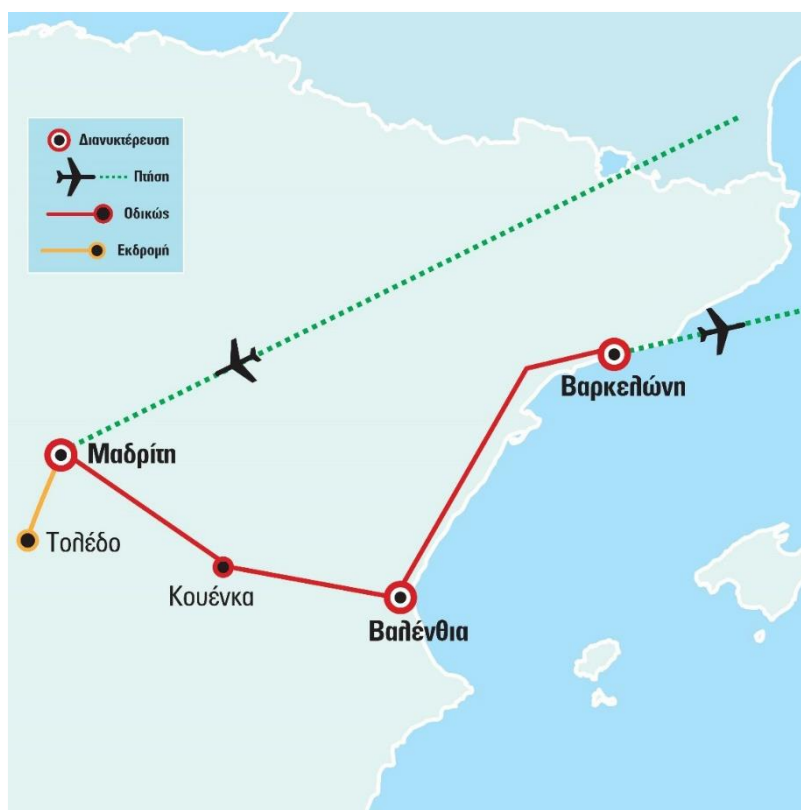 Διανυκτέρευση
Πτήση
Οδικώς
Εκδρομή
Βαρκελώνη
Μαδρίτη
Τολέδο
Κουένκα
Βαλένθια